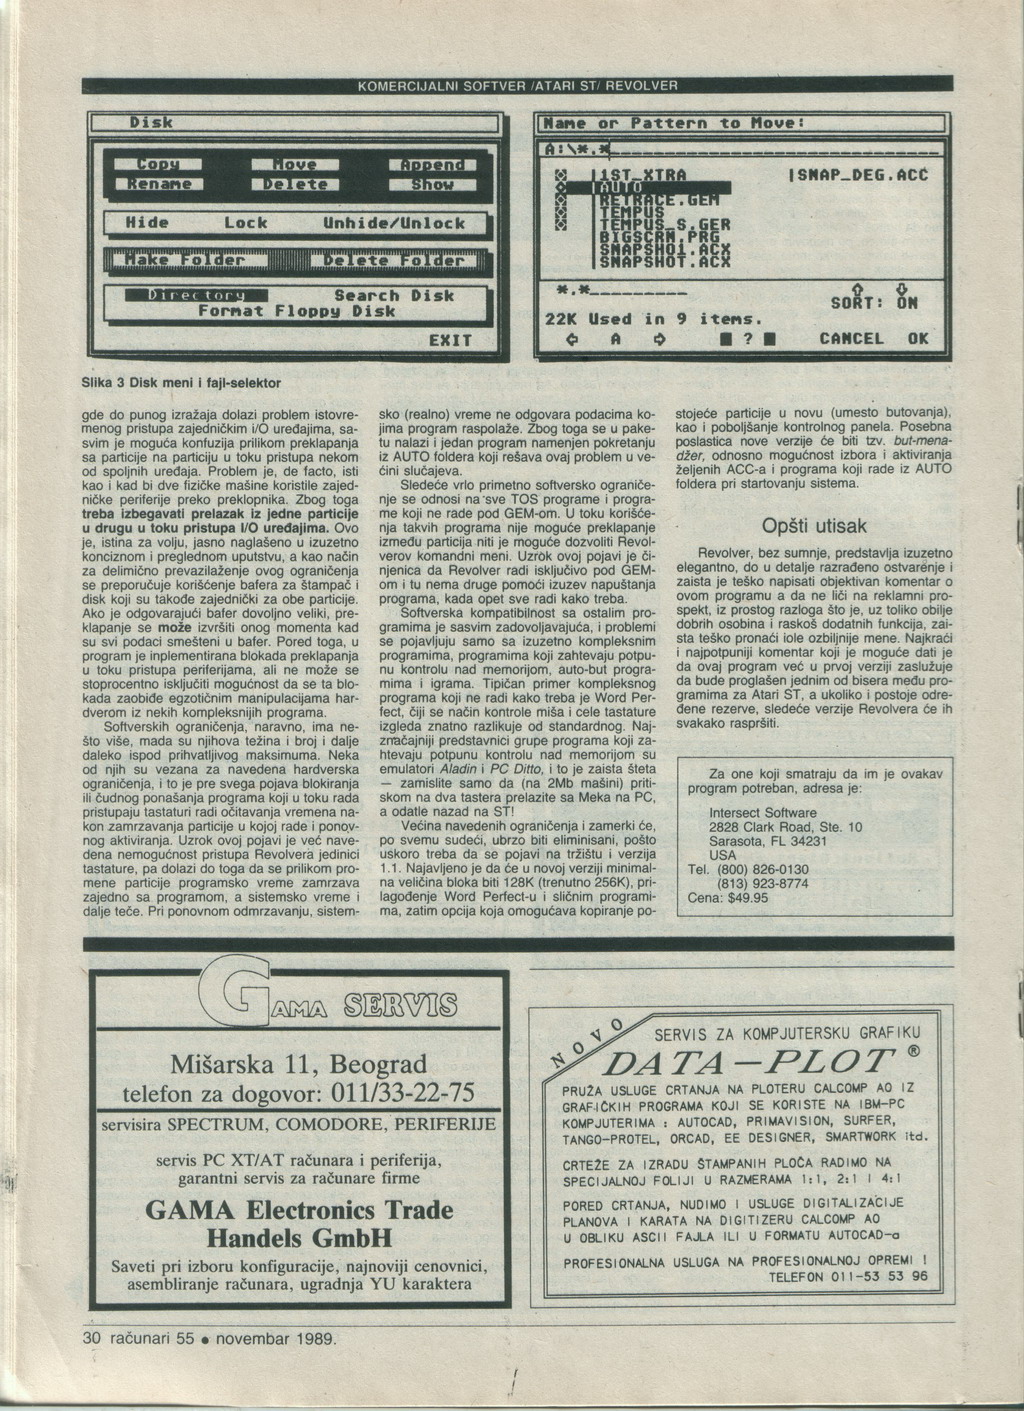 KOMERCIJALNI SOFTVER /ATARI ST/ REVOLVER
Disk
Copy Move Append
Rename Delete Show
Hide Lock Unhide/Unlock
Make Folder Delete Folder
Directory Search Disk
Format Floppy Disk
EXIT
Name or Pattern to Move:
A:\*.*
1ST_XTRA SNAP_DEG.ACC
AUTO
RETRACE.GEM
TEMPUS
TEMPUS_S.GER
BIGSCRN.PRG
SNAPSHO1.ACX
SNAPSHOT.ACX
*.*
SORT: ON
22K Used in 9 items.
A ? CANCEL OK
Slika 3 Disk meni i fajl-selektor
gde do punog izražaja dolazi problem istovre-
menog pristupa zajedničkim i/O uređajima, sa-
svim je moguća konfuzija prilikom preklapanja
sa particije na particiju u toku pristupa nekom
od spoljnih uređaja. Problem je, de facto, isti
kao i kad bi dve fizičke mašine koristile zajed-
ničke periferije preko preklopnika. Zbog toga
treba izbegavati prelazak iz jedne particije
u drugu u toku pristupa I/O uređajima. Ovo
je, istina za volju, jasno naglašeno u izuzetno
konciznom i preglednom uputstvu, a kao način
za delimično prevazilaženje ovog ograničenja
se preporučuje korišćenje bafera za štampač i
disk koji su takođe zajednički za obe particije.
Ako je odgovarajući bafer dovoljno veliki, pre-
klapanje se može izvršiti onog momenta kad
su svi podaci smešteni u bafer. Pored toga, u
program je inplementirana blokada preklapanja
u toku pristupa periferijama, ali ne može se
stoprocentno isključiti mogućnost da se ta blo-
kada zaobiđe egzotičnim manipulacijama har-
dverom iz nekih kompleksnijih programa.
Softverskih ograničenja, naravno, ima ne-
što više, mada su njihova težina i broj i dalje
daleko ispod prihvatljivog maksimuma. Neka
od njih su vezana za navedena hardverska
ograničenja, i to je pre svega pojava blokiranja
ili čudnog ponašanja programa koji u toku rada
pristupaju tastaturi radi očitavanja vremena na-
kon zamrzavanja particije u kojoj rade i ponov-
nog aktiviranja. Uzrok ovoj pojavi je već nave-
dena nemogućnost pristupa Revolvera jedinici
tastature, pa dolazi do toga da se prilikom pro-
mene particije programsko vreme zamrzava
zajedno sa programom, a sistemsko vreme i
dalje teče. Pri ponovnom odmrzavanju, sistem-
sko (realno) vreme ne odgovara podacima ko-
jima program raspolaže. Zbog toga se u pake-
tu nalazi i jedan program namenjen pokretanju
iz AUTO foldera koji rešava ovaj problem u ve-
ćini slučajeva.
Sledeće vrlo primetno softversko ograniče-
nje se odnosi na sve TOS programe i progra-
me koji ne rade pod GEM-om. U toku korišće-
nja takvih programa nije moguće preklapanje
između particija niti je moguće dozvoliti Revol-
verov komandni meni. Uzrok ovoj pojavi je či-
njenica da Revolver radi isključivo pod GEM-
om i tu nema druge pomoći izuzev napuštanja
programa, kada opet sve radi kako treba.
Softverska kompatibilnost sa ostalim pro-
gramima je sasvim zadovoljavajuća, i problemi
se pojavljuju samo sa izuzetno kompleksnim
programima, programima koji zahtevaju potpu-
nu kontrolu nad memorijom, auto-but progra-
mima i igrama. Tipičan primer kompleksnog
programa koji ne radi kako treba je Word Per-
fect, čiji se način kontrole miša i cele tastature
izgleda znatno razlikuje od standardnog. Naj-
značajniji predstavnici grupe programa koji za-
htevaju potpunu kontrolu nad memorijom su
emulatori Aladin i PC Ditto, i to je zaista šteta
— zamislite samo da (na 2Mb mašini) priti-
skom na dva tastera prelazite sa Meka na PC,
a odatle nazad na ST!
Većina navedenih ograničenja i zamerki će,
po svemu sudeći, ubrzo biti eliminisani, pošto
uskoro treba da se pojavi na tržištu i verzija
1.1. Najavljeno je da će u novoj verziji minimal-
na veličina bloka biti 128K (trenutno 256K), pri-
lagođenje Word Perfect-u i sličnim programi-
ma, zatim opcija koja omogućava kopiranje po-
stojeće particije u novu (umesto butovanja),
kao i poboljšanje kontrolnog panela. Posebna
poslastica nove verzije će biti tzv. but-mena-
džer, odnosno mogućnost izbora i aktiviranja
željenih ACC-a i programa koji rade iz AUTO
foldera pri startovanju sistema.
Opšti utisak
Revolver, bez sumnje, predstavlja izuzetno
elegantno, do u detalje razrađeno ostvarenje i
zaista je teško napisati objektivan komentar o
ovom programu a da ne liči na reklamni pro-
spekt, iz prostog razloga što je, uz toliko obilje
dobrih osobina i raskoš dodatnih funkcija, zai-
sta teško pronaći iole ozbiljnije mene. Najkraći
i najpotpuniji komentar koji je moguće dati je
da ovaj program već u prvoj verziji zaslužuje
da bude proglašen jednim od bisera među pro-
gramima za Atari ST, a ukoliko i postoje odre-
đene rezerve, sledeće verzije Revolvera će ih
svakako raspršiti.
Za one koji smatraju da im je ovakav
program potreban, adresa je:
Intersect Software
2828 Clark Road, Ste. 10
Sarasota, FL 34231
USA
Tel. (800) 826-0130
(813) 923-8774
Cena: $49.95
GAMA SERVIS
Mišarska 11, Beograd
telefon za dogovor: 011/33-22-75
servisira SPECTRUM, COMODORE, PERIFERIJE
servis PC XT/AT računara i periferija,
garantni servis za računare firme
GAMA Electronics Trade
Handels GmbH
Saveti pri izboru konfiguracije, najnoviji cenovnici,
asembliranje računara, ugradnja YU karaktera
NOVO
SERVIS ZA KOMPJUTERSKU GRAFIKU
DATA—PLOT ®
PRUŽA USLUGE CRTANJA NA PLOTERU CALCOMP A0 IZ
GRAFIČKIH PROGRAMA KOJI SE KORISTE NA IBM-PC
KOMPJUTERIMA : AUTOCAD, PRIMAVISION, SURFER,
TANGO-PROTEL, ORCAD, EE DESIGNER, SMARTWORK itd.
CRTEŽE ZA IZRADU ŠTAMPANIH PLOČA RADIMO NA
SPECIJALNOJ FOLIJI U RAZMERAMA 1:1, 2:1 I 4:1
PORED CRTANJA, NUDIMO I USLUGE DIGITALIZACIJE
PLANOVA I KARATA NA DIGITIZERU CALCOMP A0
U OBLIKU ASCII FAJLA ILI U FORMATU AUTOCAD-a
PROFESIONALNA USLUGA NA PROFESIONALNOJ OPREMI !
TELEFON 011-53 53 96
30 računari 55 • novembar 1989.